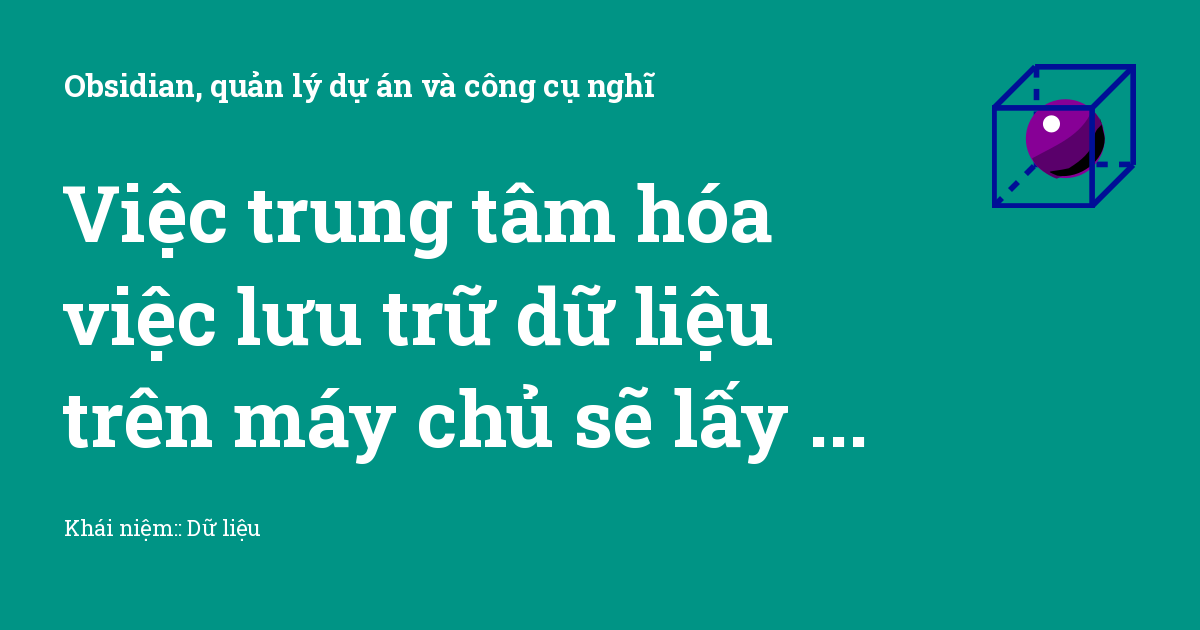 Obsidian, quản lý dự án và công cụ nghĩ
Việc trung tâm hóa
việc lưu trữ dữ liệu
trên máy chủ sẽ lấy ...
Khái niệm:: Dữ liệu